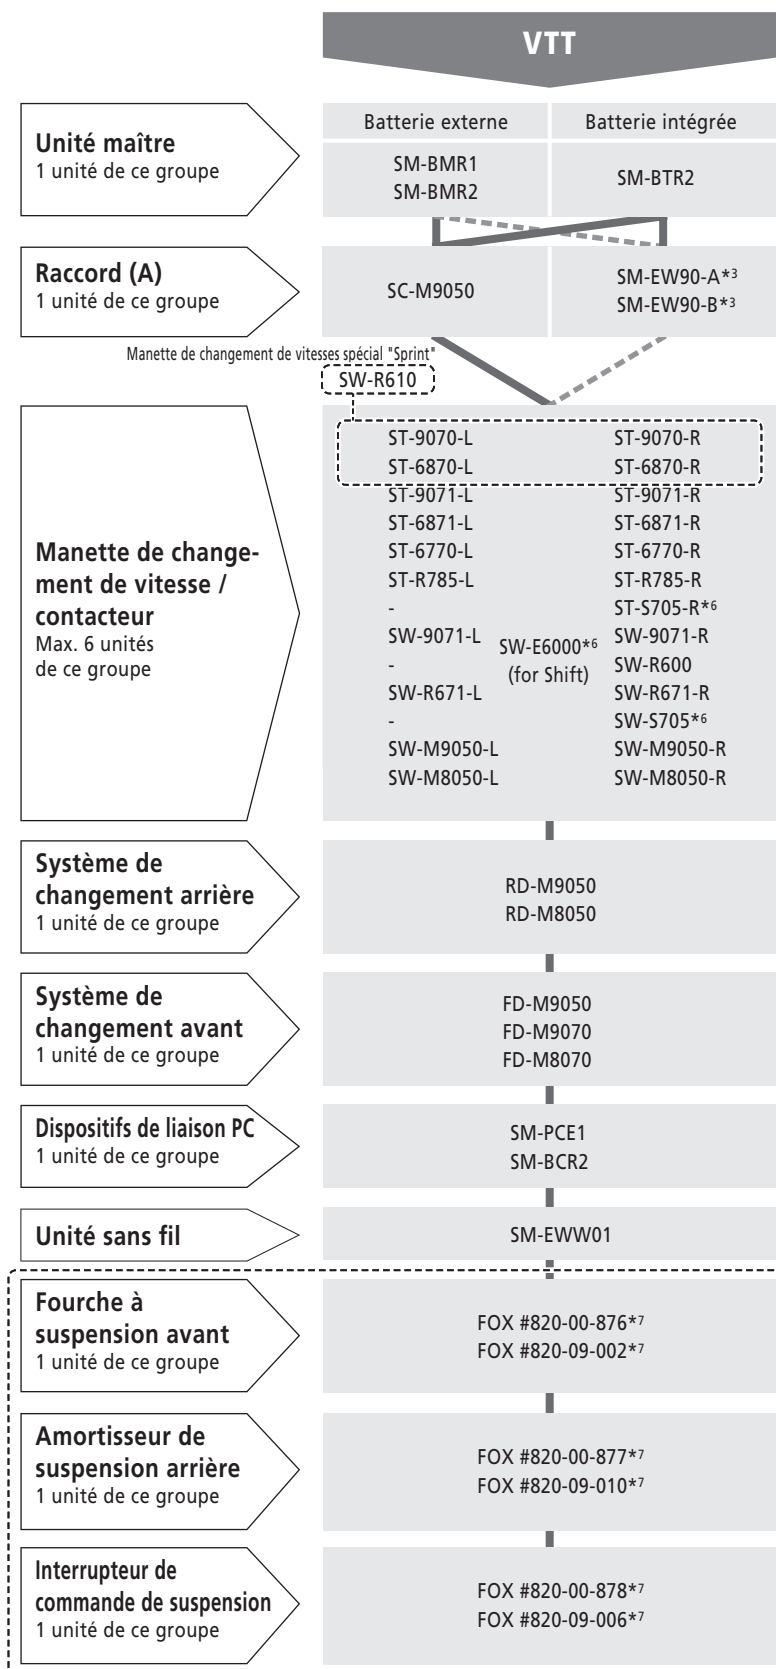 VTT
Unité maître
1 unité de ce groupe
Batterie externe
Batterie intégrée
SM-BMR1
SM-BMR2
SM-BTR2
Raccord (A)
1 unité de ce groupe
SC-M9050
SM-EW90-A*3
SM-EW90-B*3
Manette de changement de vitesses spécial "Sprint"
SW-R610
Manette de change-
ment de vitesse /
contacteur
Max. 6 unités
de ce groupe
ST-9070-L ST-9070-R
ST-6870-L ST-6870-R
ST-9071-L ST-9071-R
ST-6871-L ST-6871-R
ST-6770-L ST-6770-R
ST-R785-L ST-R785-R
- ST-S705-R*6
SW-9071-L SW-E6000*6 SW-9071-R
- (for Shift) SW-R600
SW-R671-L SW-R671-R
- SW-S705*6
SW-M9050-L SW-M9050-R
SW-M8050-L SW-M8050-R
Système de
changement arrière
1 unité de ce groupe
RD-M9050
RD-M8050
Système de
changement avant
1 unité de ce groupe
FD-M9050
FD-M9070
FD-M8070
Dispositifs de liaison PC
1 unité de ce groupe
SM-PCE1
SM-BCR2
Unité sans fil
SM-EWW01
Fourche à
suspension avant
1 unité de ce groupe
FOX #820-00-876*7
FOX #820-09-002*7
Amortisseur de
suspension arrière
1 unité de ce groupe
FOX #820-00-877*7
FOX #820-09-010*7
Interrupteur de
commande de suspension
1 unité de ce groupe
FOX #820-00-878*7
FOX #820-09-006*7